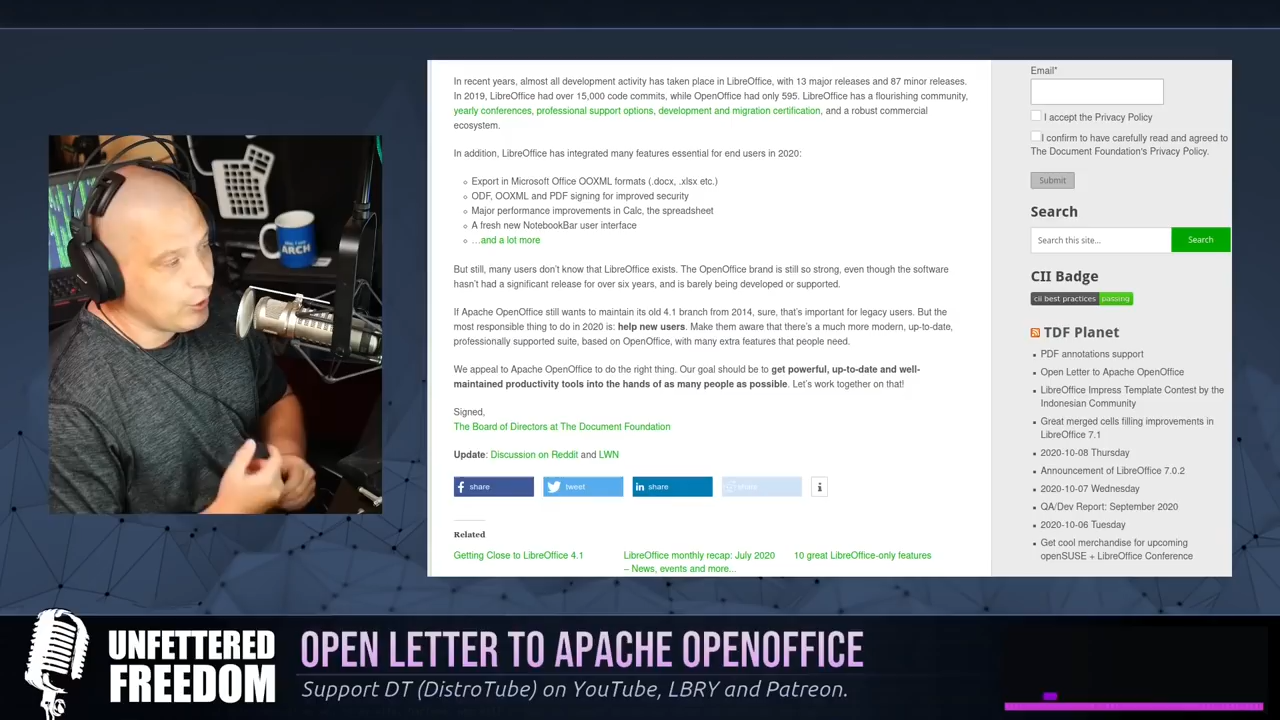 In recent years, almost all development activity has taken place in LibreOffice, with 13 major releases and 87 minor releases.
In 2019, LibreOffice had over 15,000 code commits, while OpenOffice had only 595. LibreOffice has a flourishing community,
yearly conferences, professional support options, development and migration certification, and a robust commercial
ecosystem.
In addition, LibreOffice has integrated many features essential for end users in 2020:
Export in Microsoft Office OOXML formats (.docx, .xlsx etc.)
ODF, OOXML and PDF signing for improved security
Major performance improvements in Calc, the spreadsheet
A fresh new NotebookBar user interface
…and a lot more
But still, many users don't know that LibreOffice exists. The OpenOffice brand is still so strong, even though the software
hasn't had a significant release for over six years, and is barely being developed or supported.
If Apache OpenOffice still wants to maintain its old 4.1 branch from 2014, sure, that's important for legacy users. But the
most responsible thing to do in 2020 is: help new users. Make them aware that there's a much more modern, up-to-date,
professionally supported suite, based on OpenOffice, with many extra features that people need.
We appeal to Apache OpenOffice to do the right thing. Our goal should be to get powerful, up-to-date and well-
maintained productivity tools into the hands of as many people as possible. Let's work together on that!
Signed,
The Board of Directors at The Document Foundation
Update: Discussion on Reddit and LWN
share
tweet
share
share
Related
Getting Close to LibreOffice 4.1
LibreOffice monthly recap: July 2020
– News, events and more...
10 great LibreOffice-only features
Email*
I accept the Privacy Policy
I confirm to have carefully read and agreed to
The Document Foundation's Privacy Policy.
Submit
Search
Search this site...
Search
CII Badge
cii best practices passing
TDF Planet
PDF annotations support
Open Letter to Apache OpenOffice
LibreOffice Impress Template Contest by the
Indonesian Community
Great merged cells filling improvements in
LibreOffice 7.1
2020-10-08 Thursday
Announcement of LibreOffice 7.0.2
2020-10-07 Wednesday
QA/Dev Report: September 2020
2020-10-06 Tuesday
Get cool merchandise for upcoming
openSUSE + LibreOffice Conference
ARCH
UNFETTERED
FREEDOM
OPEN LETTER TO APACHE OPENOFFICE
Support DT (DistroTube) on YouTube, LBRY and Patreon.